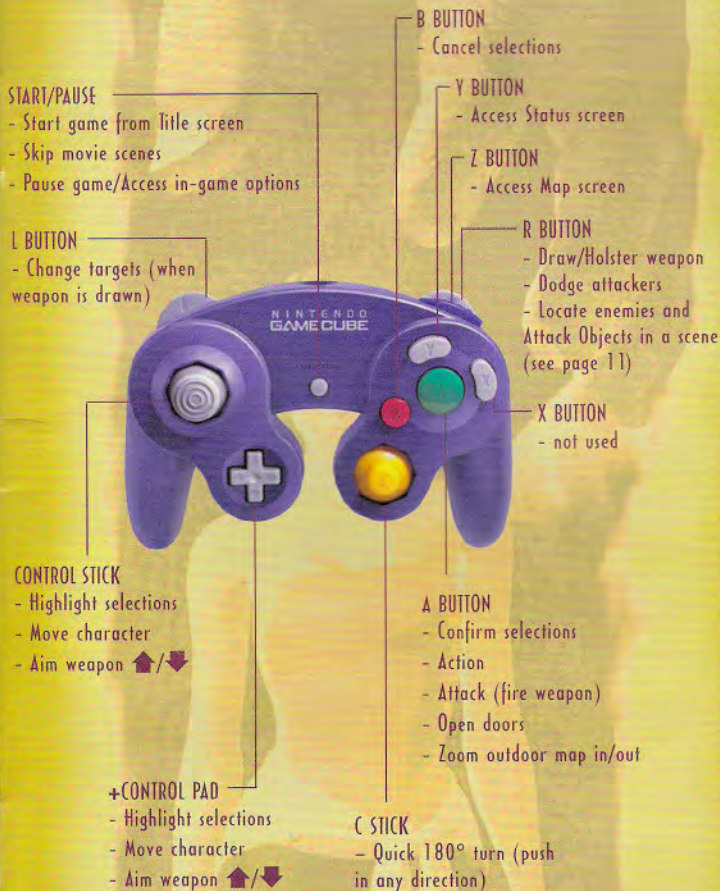 B BUTTON
- Cancel selections
START/PAUSE
- Start game from Title screen
- Skip movie scenes
- Pause game/Access in-game options
Y BUTTON
- Access Status screen
Z BUTTON
- Access Map screen
L BUTTON
- Change targets (when
weapon is drawn)
R BUTTON
- Draw/Holster weapon
- Dodge attackers
- Locate enemies and
Attack Objects in a scene
(see page 11)
NINTENDO
GAMECUBE
Y
X BUTTON
- not used
CONTROL STICK
- Highlight selections
- Move character
- Aim weapon ⬆/⬇
A BUTTON
- Confirm selections
- Action
- Attack (fire weapon)
- Open doors
- Zoom outdoor map in/out
+CONTROL PAD
- Highlight selections
- Move character
- Aim weapon ⬆/⬇
C STICK
– Quick 180° turn (push
in any direction)